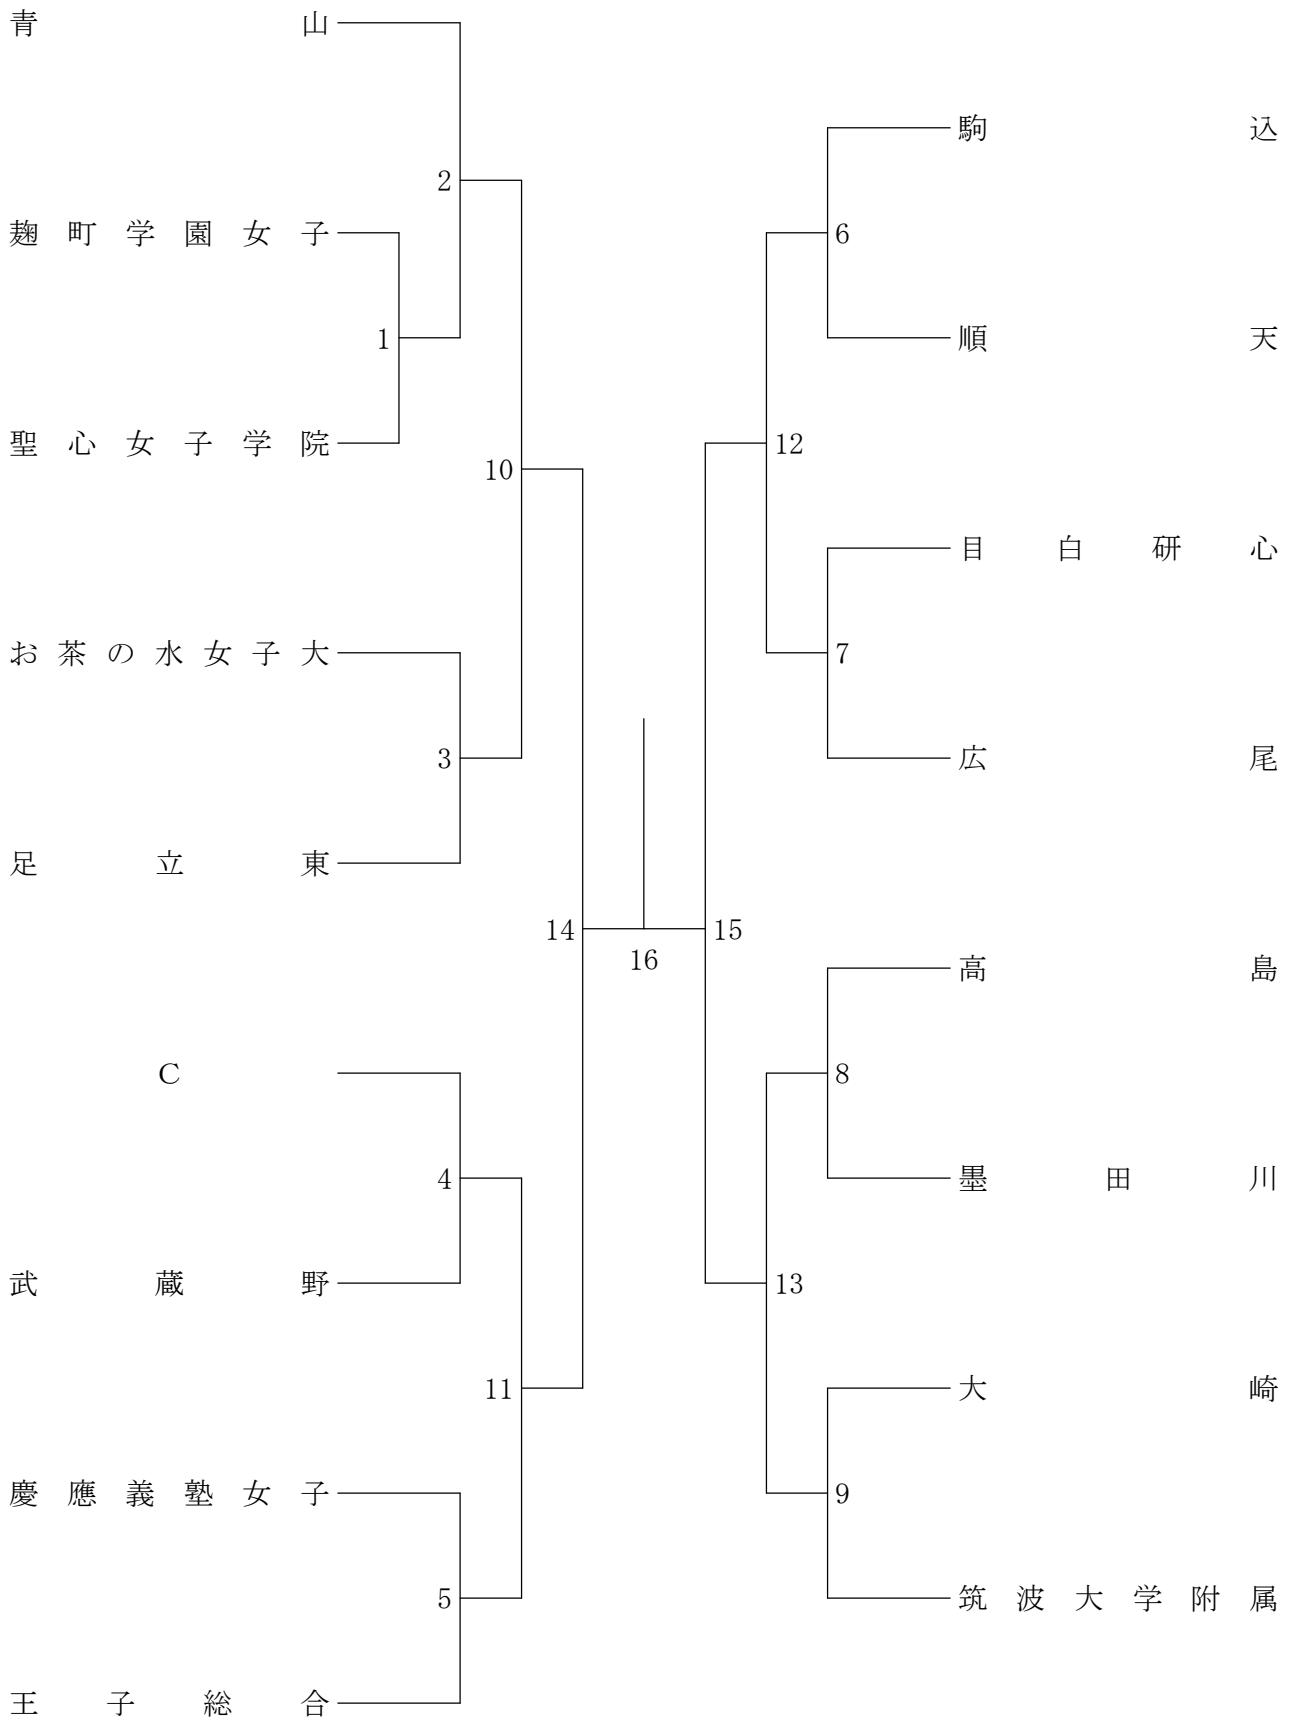 青山
麹町学園女子
聖心女子学院
お茶の水女子大
足立東
C
武蔵野
慶應義塾女子
王子総合
1
2
3
4
5
10
11
14
16
15
12
13
6
7
8
9
駒込
順天
目白研心
広尾
高島
墨田川
大崎
筑波大学附属